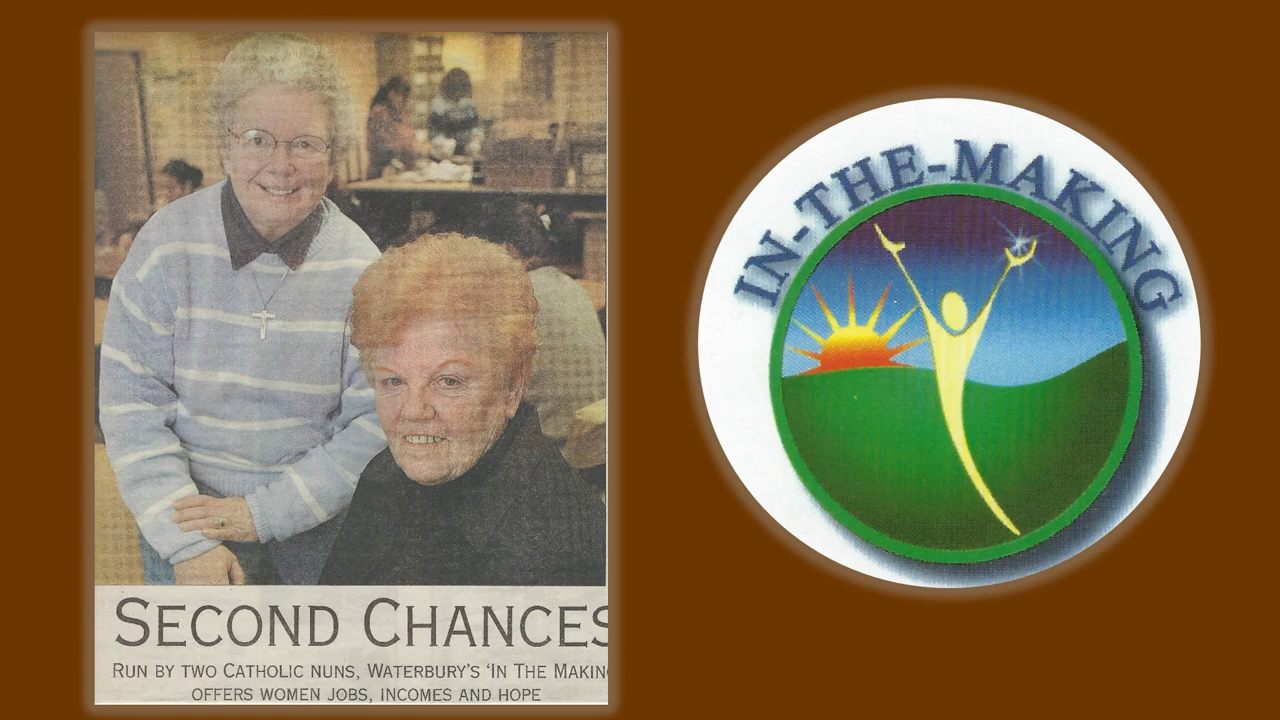 SECOND CHANCES
RUN BY TWO CATHOLIC NUNS, WATERBURY'S 'IN THE MAKING
OFFERS WOMEN JOBS, INCOMES AND HOPE
IN-THE-MAKING